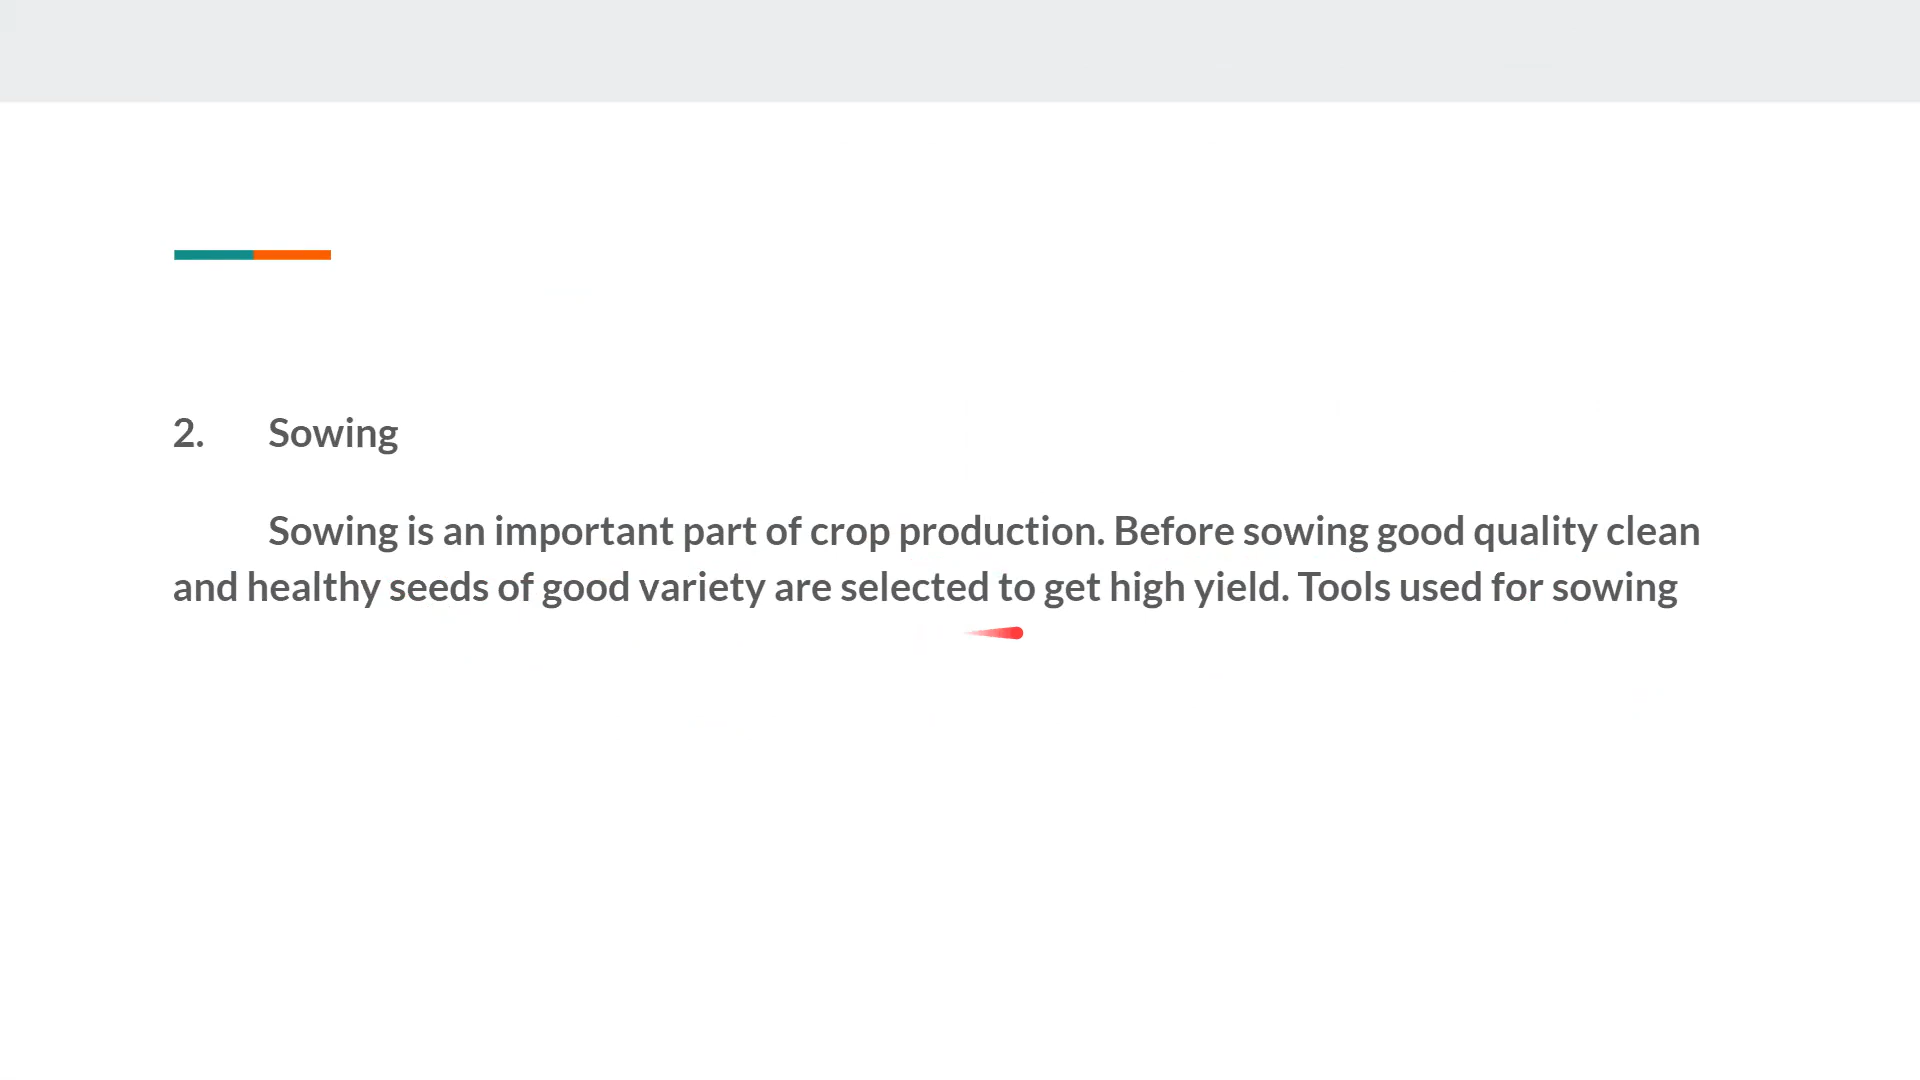 2. Sowing
Sowing is an important part of crop production. Before sowing good quality clean
and healthy seeds of good variety are selected to get high yield. Tools used for sowing